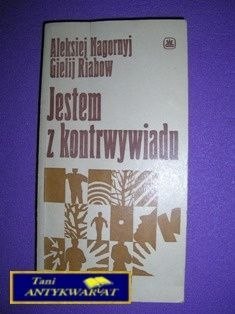 Aleksiej Nagornyj
Gielij Riabow
Jestem
z kontrwywiadu
Tani
ANTYKWARIAT